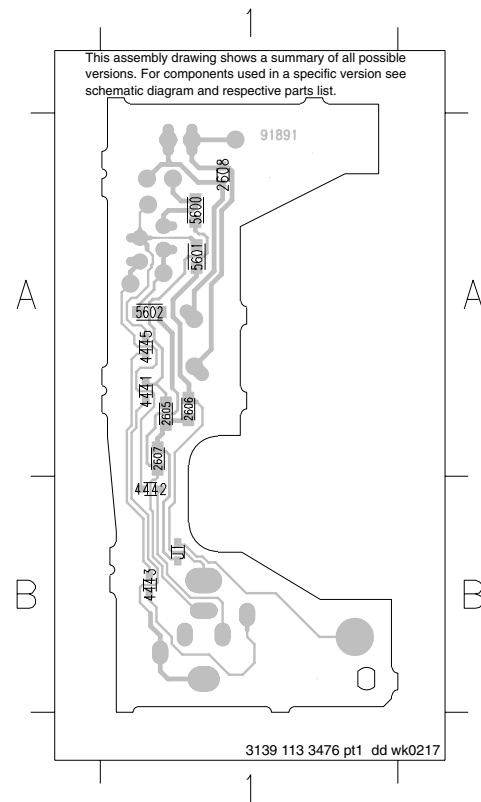 1
This assembly drawing shows a summary of all possible
versions. For components used in a specific version see
schematic diagram and respective parts list.
91891
2608
5600
5601
A
A
5602
4445
4441
2605
2606
2607
4442
B
B
4443
3139 113 3476 pt1 dd wk0217
1